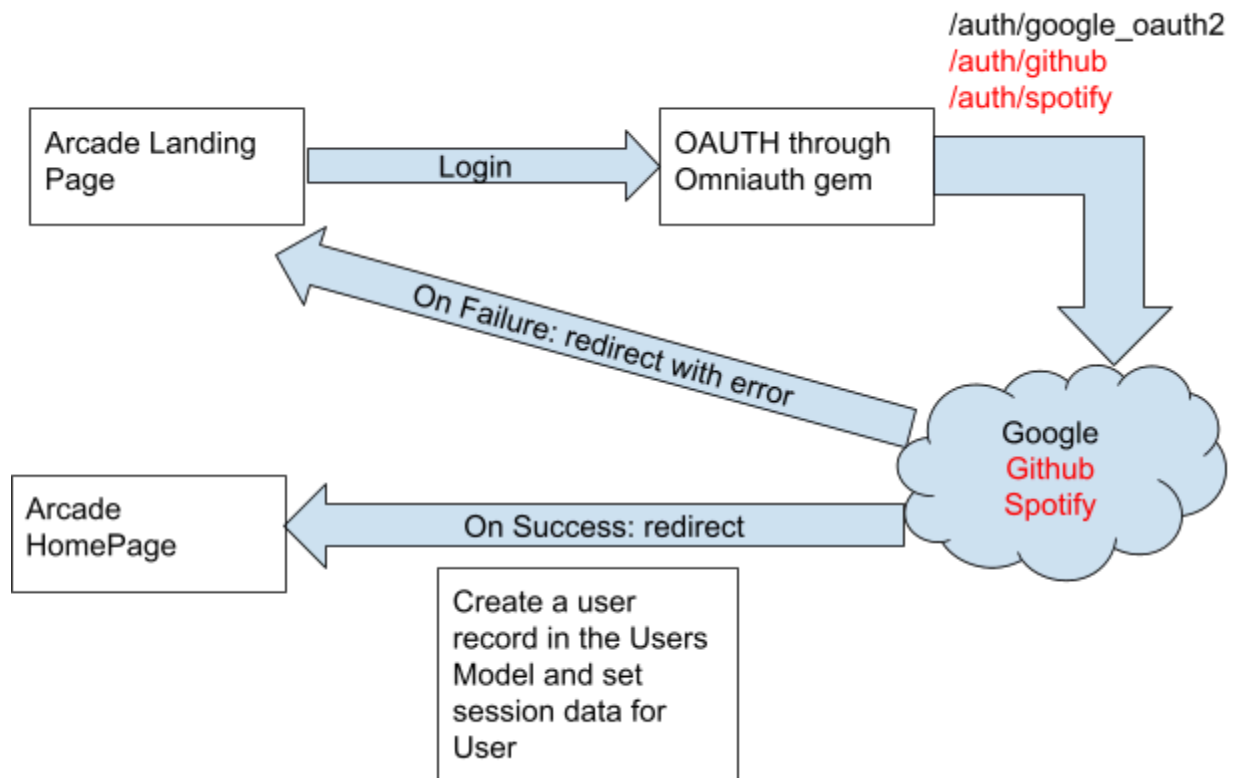 /auth/google_oauth2
/auth/github
/auth/spotify
Arcade Landing
Page
Login
OAUTH through
Omniauth gem
On Failure: redirect with error
Google
Github
Spotify
Arcade
HomePage
On Success: redirect
Create a user
record in the Users
Model and set
session data for
User